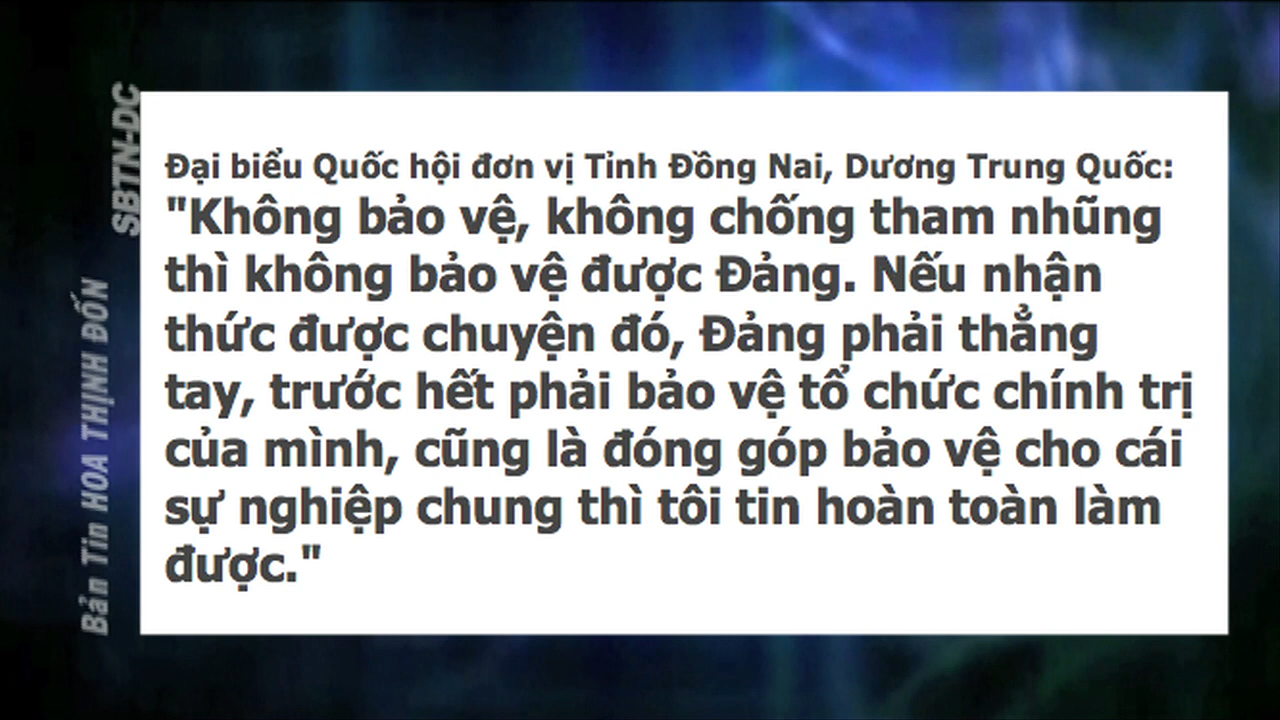 Đại biểu Quốc hội đơn vị Tỉnh Đồng Nai, Dương Trung Quốc:
"Không bảo vệ, không chống tham nhũng
thì không bảo vệ được Đảng. Nếu nhận
thức được chuyện đó, Đảng phải thẳng
tay, trước hết phải bảo vệ tổ chức chính trị
của mình, cũng là đóng góp bảo vệ cho cái
sự nghiệp chung thì tôi tin hoàn toàn làm
được."
SBTN-DC
Bản Tin HOA THỊNH ĐỐN